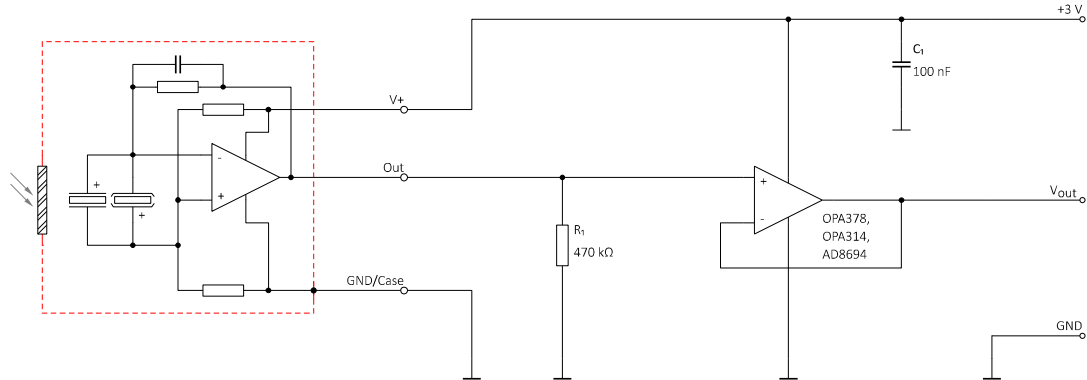 +3 V
C₁
100 nF
V+
-
+
+
+
Out
+
-
Vout
OPA378,
OPA314,
AD8694
R₁
470 kΩ
GND/Case
GND